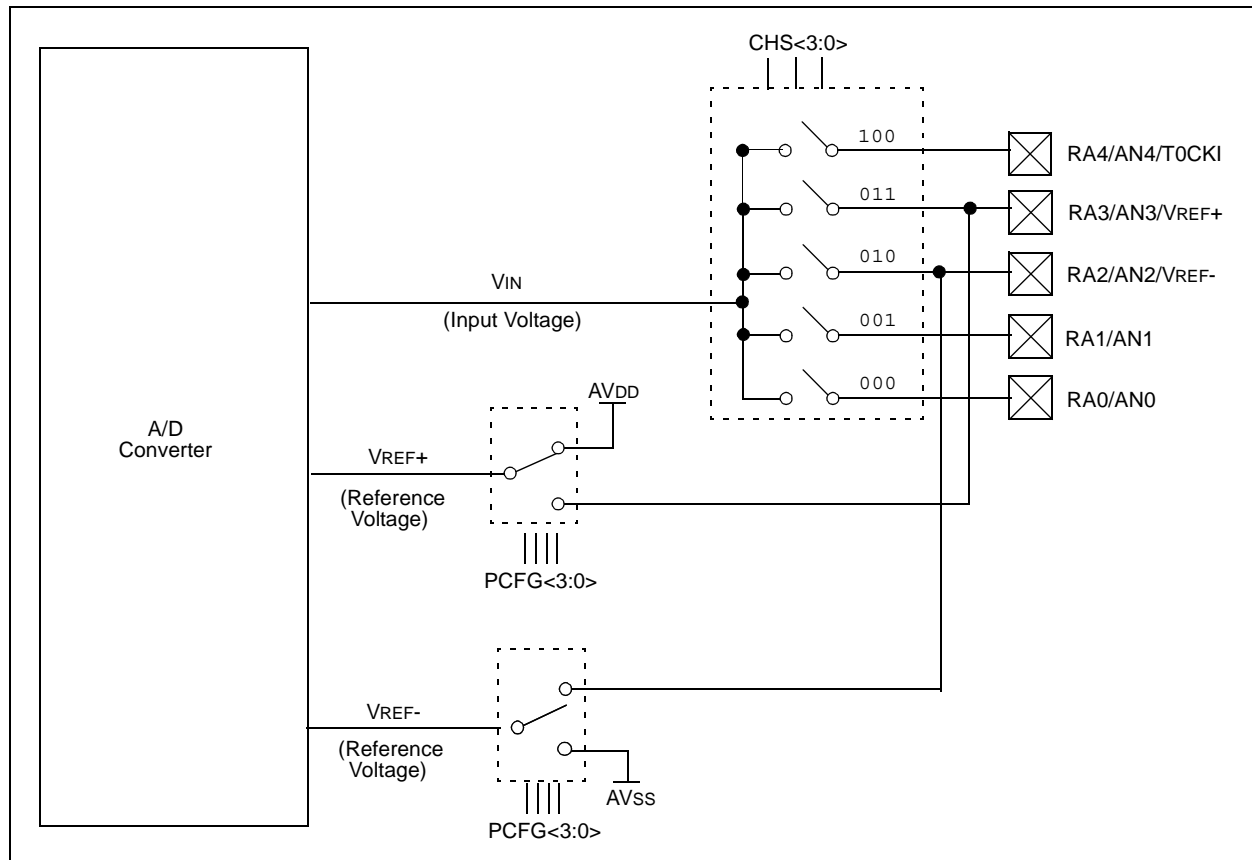 CHS<3:0>
100
RA4/AN4/T0CKI
011
RA3/AN3/VREF+
010
RA2/AN2/VREF-
VIN
(Input Voltage)
001
RA1/AN1
000
RA0/AN0
AVDD
A/D
Converter
VREF+
(Reference
Voltage)
PCFG<3:0>
VREF-
(Reference
Voltage)
AVSS
PCFG<3:0>